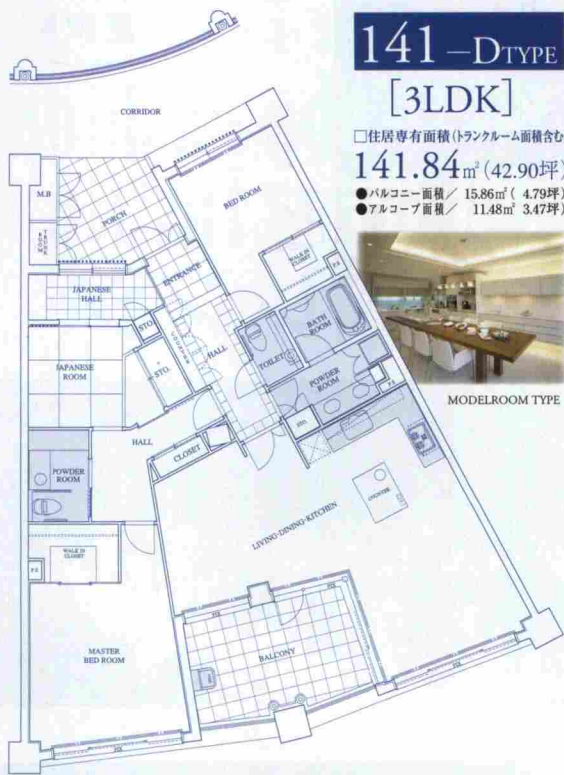 141–DTYPE
[3LDK]
□住居専有面積(トランクルーム面積含む
141.84㎡(42.90坪)
●バルコニー面積／ 15.86㎡( 4.79坪)
●アルコーブ面積／ 11.48㎡ 3.47坪)
MODELROOM TYPE
CORRIDOR
M.B
TRUNK ROOM
PORCH
BED ROOM
WALK IN CLOSET
P.S
ENTRANCE
JAPANESE HALL
STO.
STO.
HALL
TOILET
BATH ROOM
JAPANESE ROOM
POWDER ROOM
P.S
STO.
HALL
CLOSET
POWDER ROOM
COUNTER
LIVING·DINING·KITCHEN
WALK IN CLOSET
P.S
MASTER BED ROOM
BALCONY